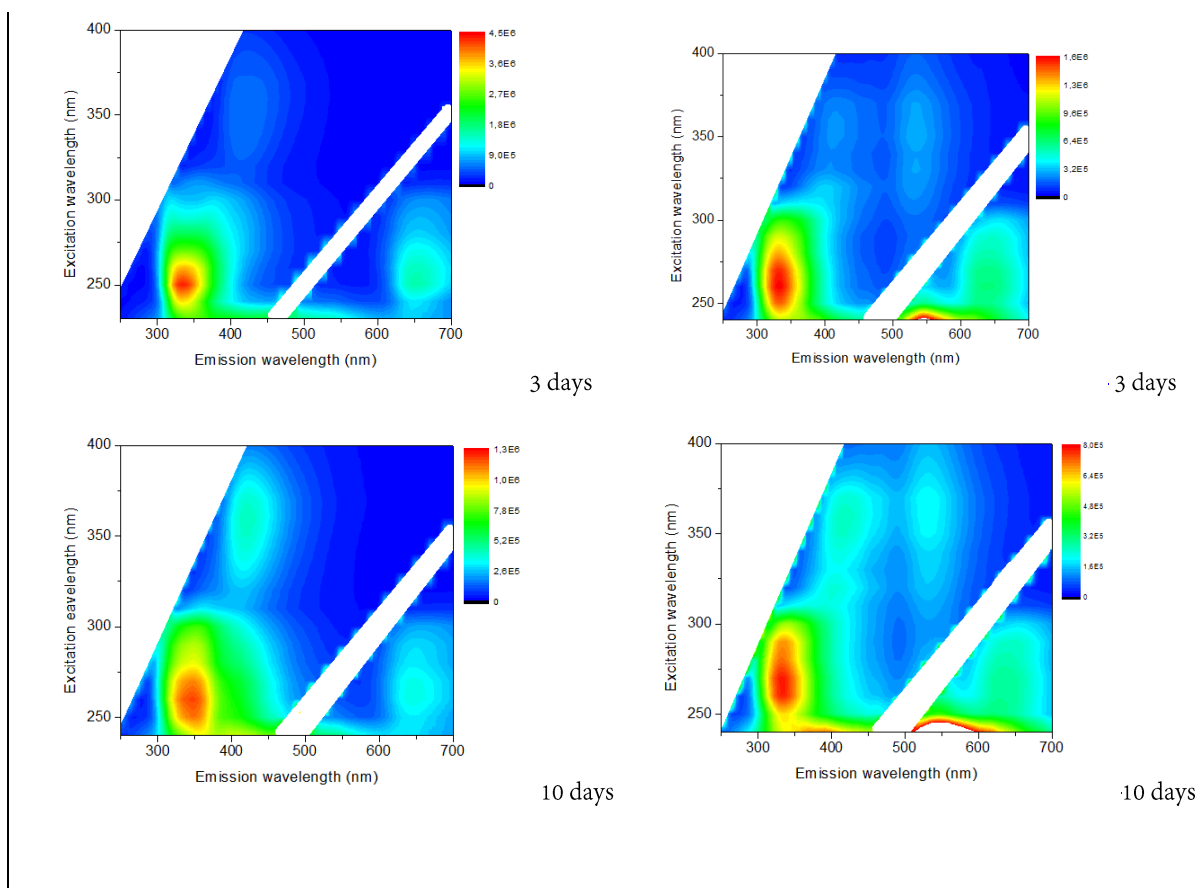 400
350
300
250
Excitation wavelength (nm)
300
400
500
600
700
Emission wavelength (nm)
4,5E6
3,6E6
2,7E6
1,8E6
9,0E5
0
3 days
400
350
300
250
Excitation wavelength (nm)
300
400
500
600
700
Emission wavelength (nm)
1,6E6
1,3E6
9,6E5
6,4E5
3,2E5
0
3 days
400
350
300
250
Excitation eavelength (nm)
300
400
500
600
700
Emission wavelength (nm)
1,3E6
1,0E6
7,8E5
5,2E5
2,6E5
0
10 days
400
350
300
250
Excitation wavelength (nm)
300
400
500
600
700
Emission wavelength (nm)
8,0E5
6,4E5
4,8E5
3,2E5
1,6E5
0
10 days